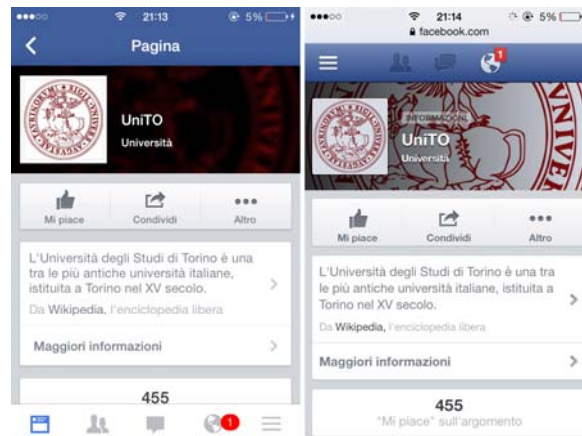 21:13
5%
Pagina
UniTO
Università
Mi piace
Condividi
Altro
L'Università degli Studi di Torino è una
tra le più antiche università italiane,
istituita a Torino nel XV secolo.
Da Wikipedia, l'enciclopedia libera
Maggiori informazioni
455
1
21:14
5%
facebook.com
1
INFORMAZIONI
UniTO
Università
Mi piace
Condividi
Altro
L'Università degli Studi di Torino è una tra
le più antiche università italiane, istituita a
Torino nel XV secolo.
Da Wikipedia, l'enciclopedia libera
Maggiori informazioni
455
"Mi piace" sull'argomento